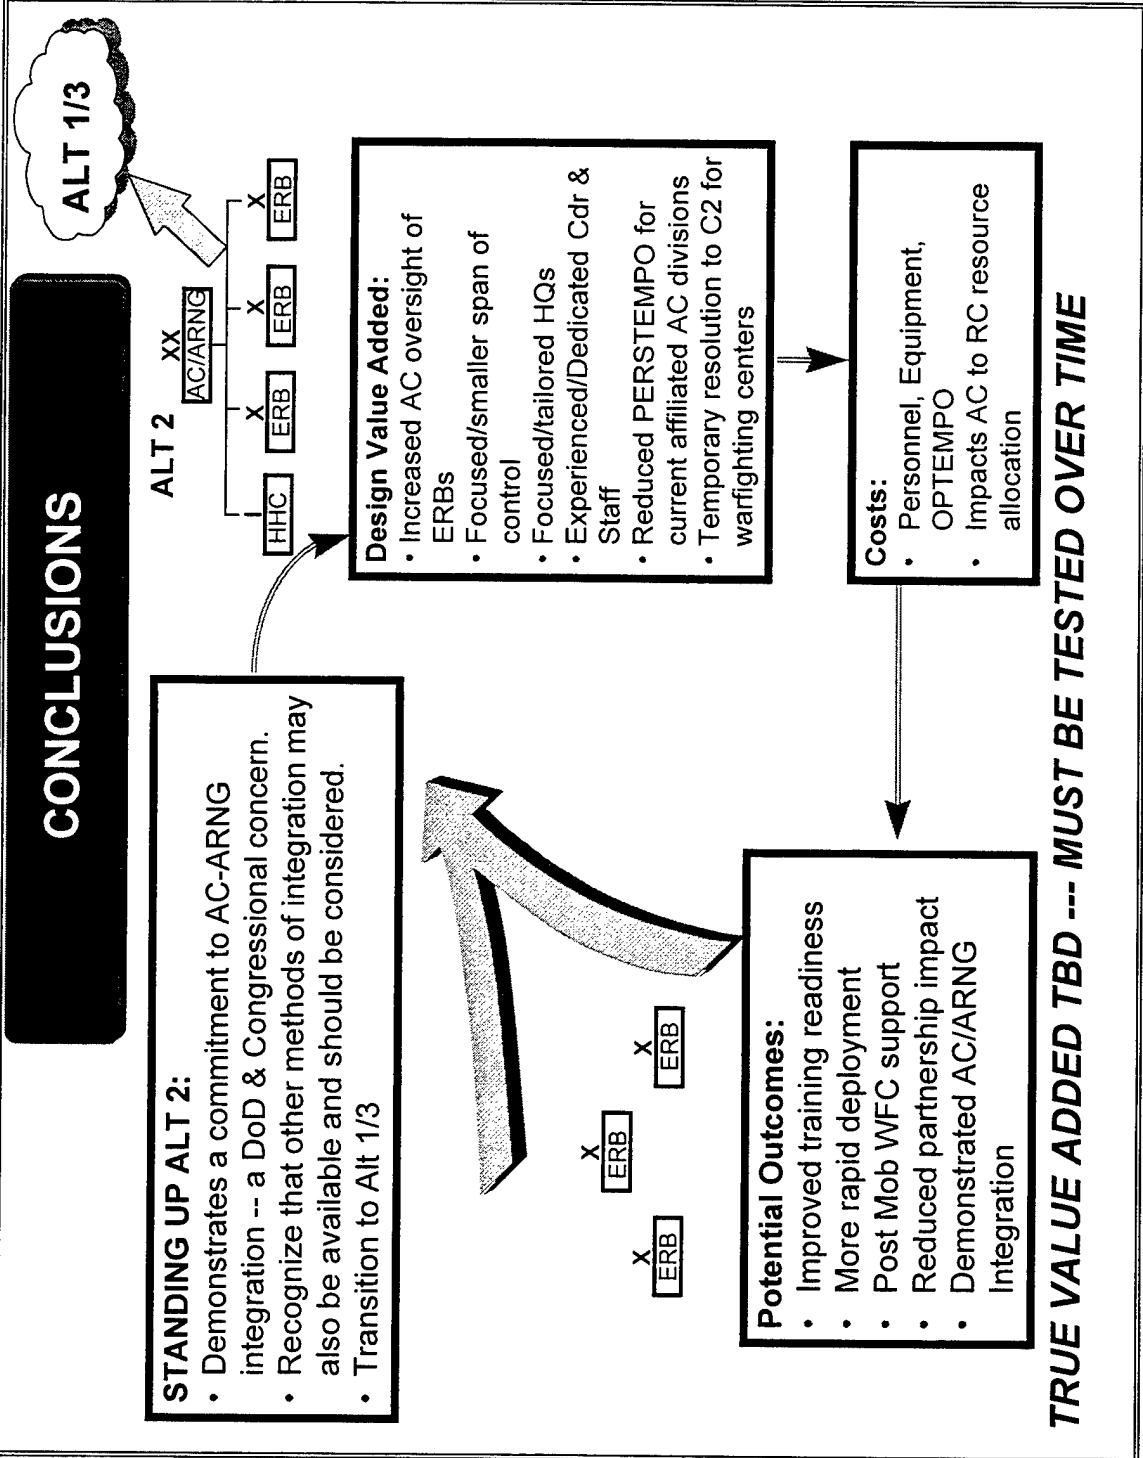 CONCLUSIONS
ALT 1/3
STANDING UP ALT 2:
• Demonstrates a commitment to AC-ARNG
integration -- a DoD & Congressional concern.
• Recognize that other methods of integration may
also be available and should be considered.
• Transition to Alt 1/3
ALT 2
XX
AC/ARNG
I
X
X
X
HHC
ERB
ERB
ERB
Design Value Added:
• Increased AC oversight of
ERBs
• Focused/smaller span of
control
• Focused/tailored HQs
• Experienced/Dedicated Cdr &
Staff
• Reduced PERSTEMPO for
current affiliated AC divisions
• Temporary resolution to C2 for
warfighting centers
X
ERB
X
ERB
X
ERB
Potential Outcomes:
• Improved training readiness
• More rapid deployment
• Post Mob WFC support
• Reduced partnership impact
• Demonstrated AC/ARNG
Integration
Costs:
• Personnel, Equipment,
OPTEMPO
• Impacts AC to RC resource
allocation
TRUE VALUE ADDED TBD --- MUST BE TESTED OVER TIME